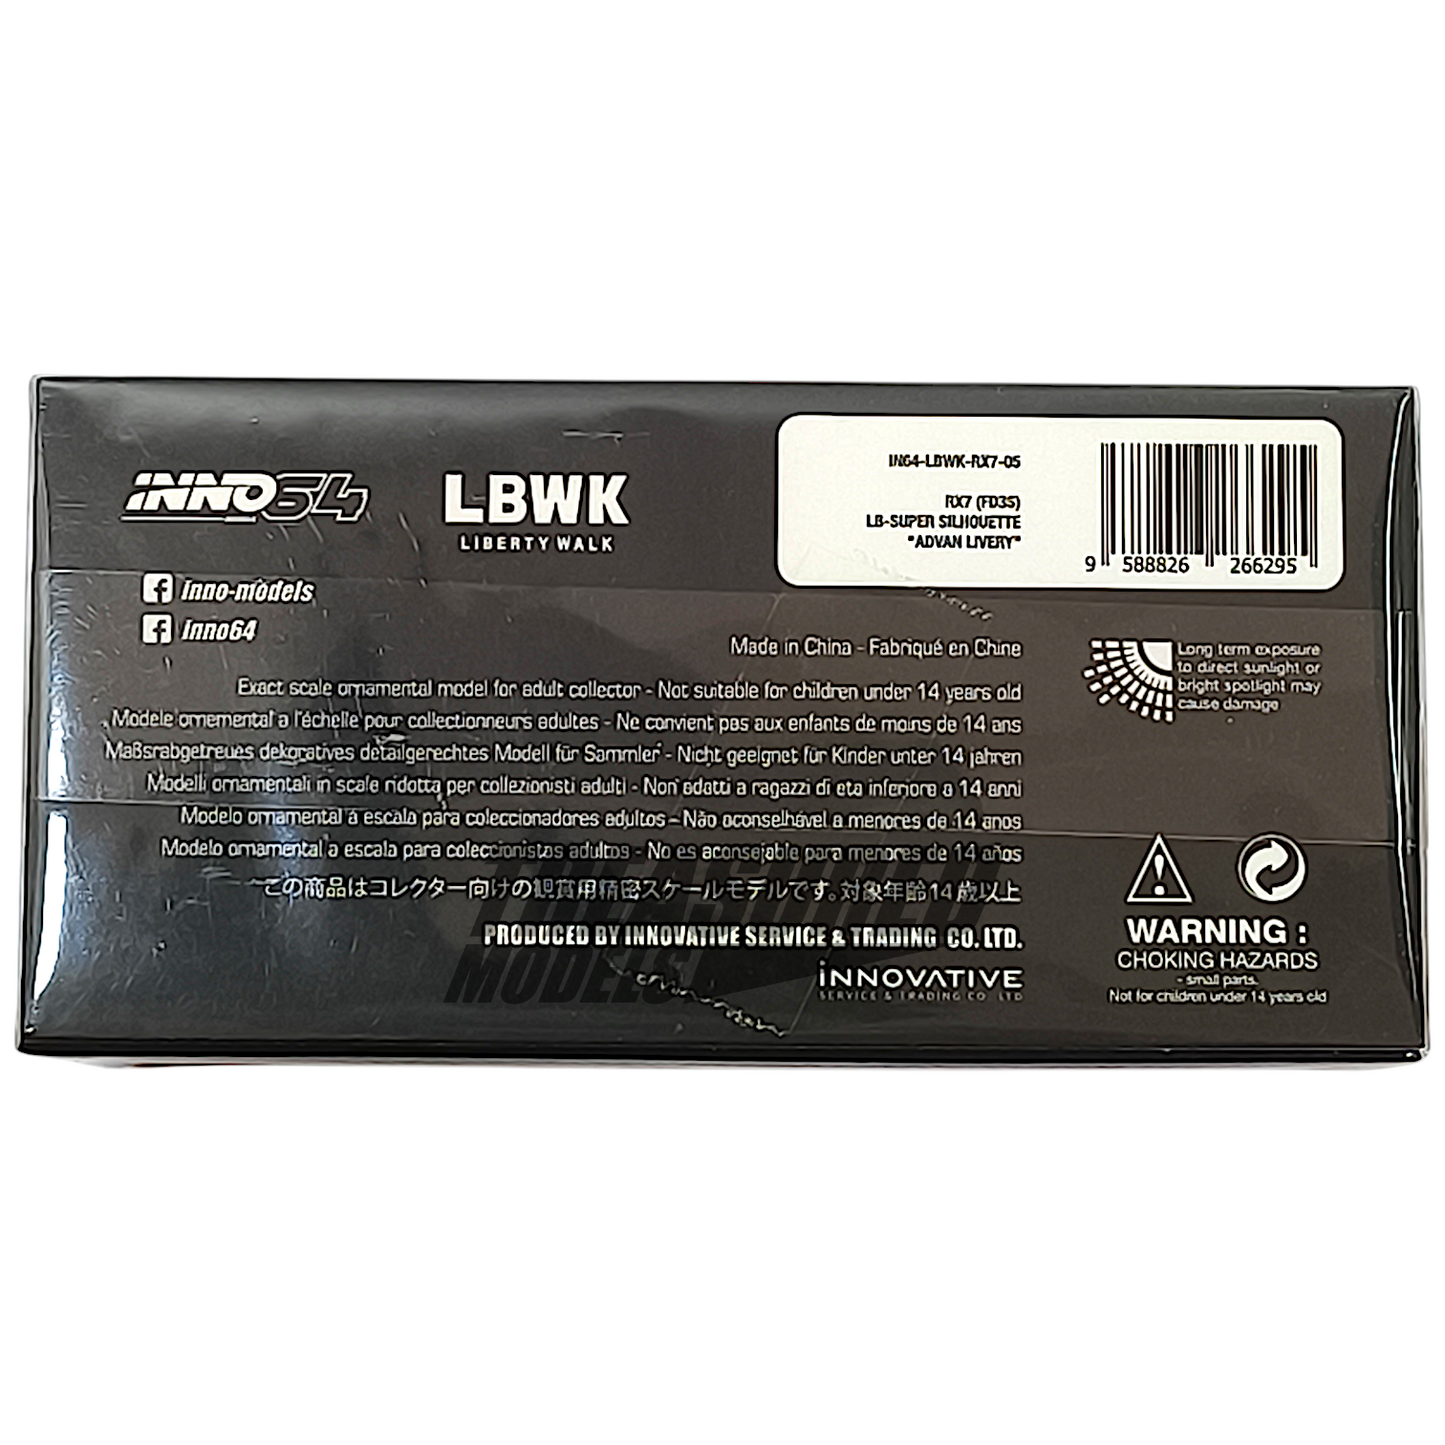 INNO64
LBWK
LIBERTY WALK
IN64-LBWK-RX7-05
RX7 (FD3S)
LB-SUPER SILHOUETTE
"ADVAN LIVERY"
9 588826 266295
inno-models
inno64
Made in China - Fabriqué en Chine
Exact scale ornamental model for adult collector - Not suitable for children under 14 years old
Modele ornemental a l'échelle pour collectionneurs adultes - Ne convient pas aux enfants de moins de 14 ans
Maßsrabgetreues dekoratives detailgerechtes Modell für Sammler - Nicht geeignet für Kinder unter 14 jahren
Modelli ornamentali in scale ridotta per collezionisti adulti - Non adatti a ragazzi di eta inferiore a 14 anni
Modelo ornamental á escala para coleccionadores adultos - Não aconselhável a menores de 14 anos
Modelo ornamental a escala para coleccionistas adultos - No es aconsejable para menores de 14 años
この商品はコレクター向けの観賞用精密スケールモデルです。対象年齢14歳以上
PRODUCED BY INNOVATIVE SERVICE & TRADING CO. LTD.
INNOVATIVE
SERVICE & TRADING CO LTD
Long term exposure
to direct sunlight or
bright spotlight may
cause damage
WARNING :
CHOKING HAZARDS
- small parts.
Not for children under 14 years old
MODELS